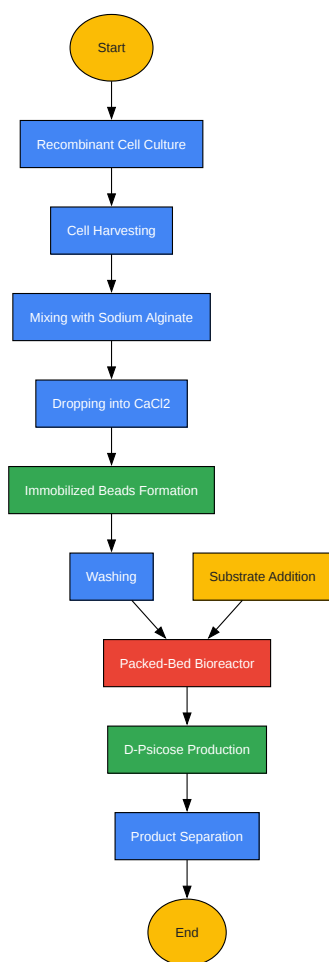 Start
Recombinant Cell Culture
Cell Harvesting
Mixing with Sodium Alginate
Dropping into CaCl2
Immobilized Beads Formation
Washing
Substrate Addition
Packed-Bed Bioreactor
D-Psicose Production
Product Separation
End